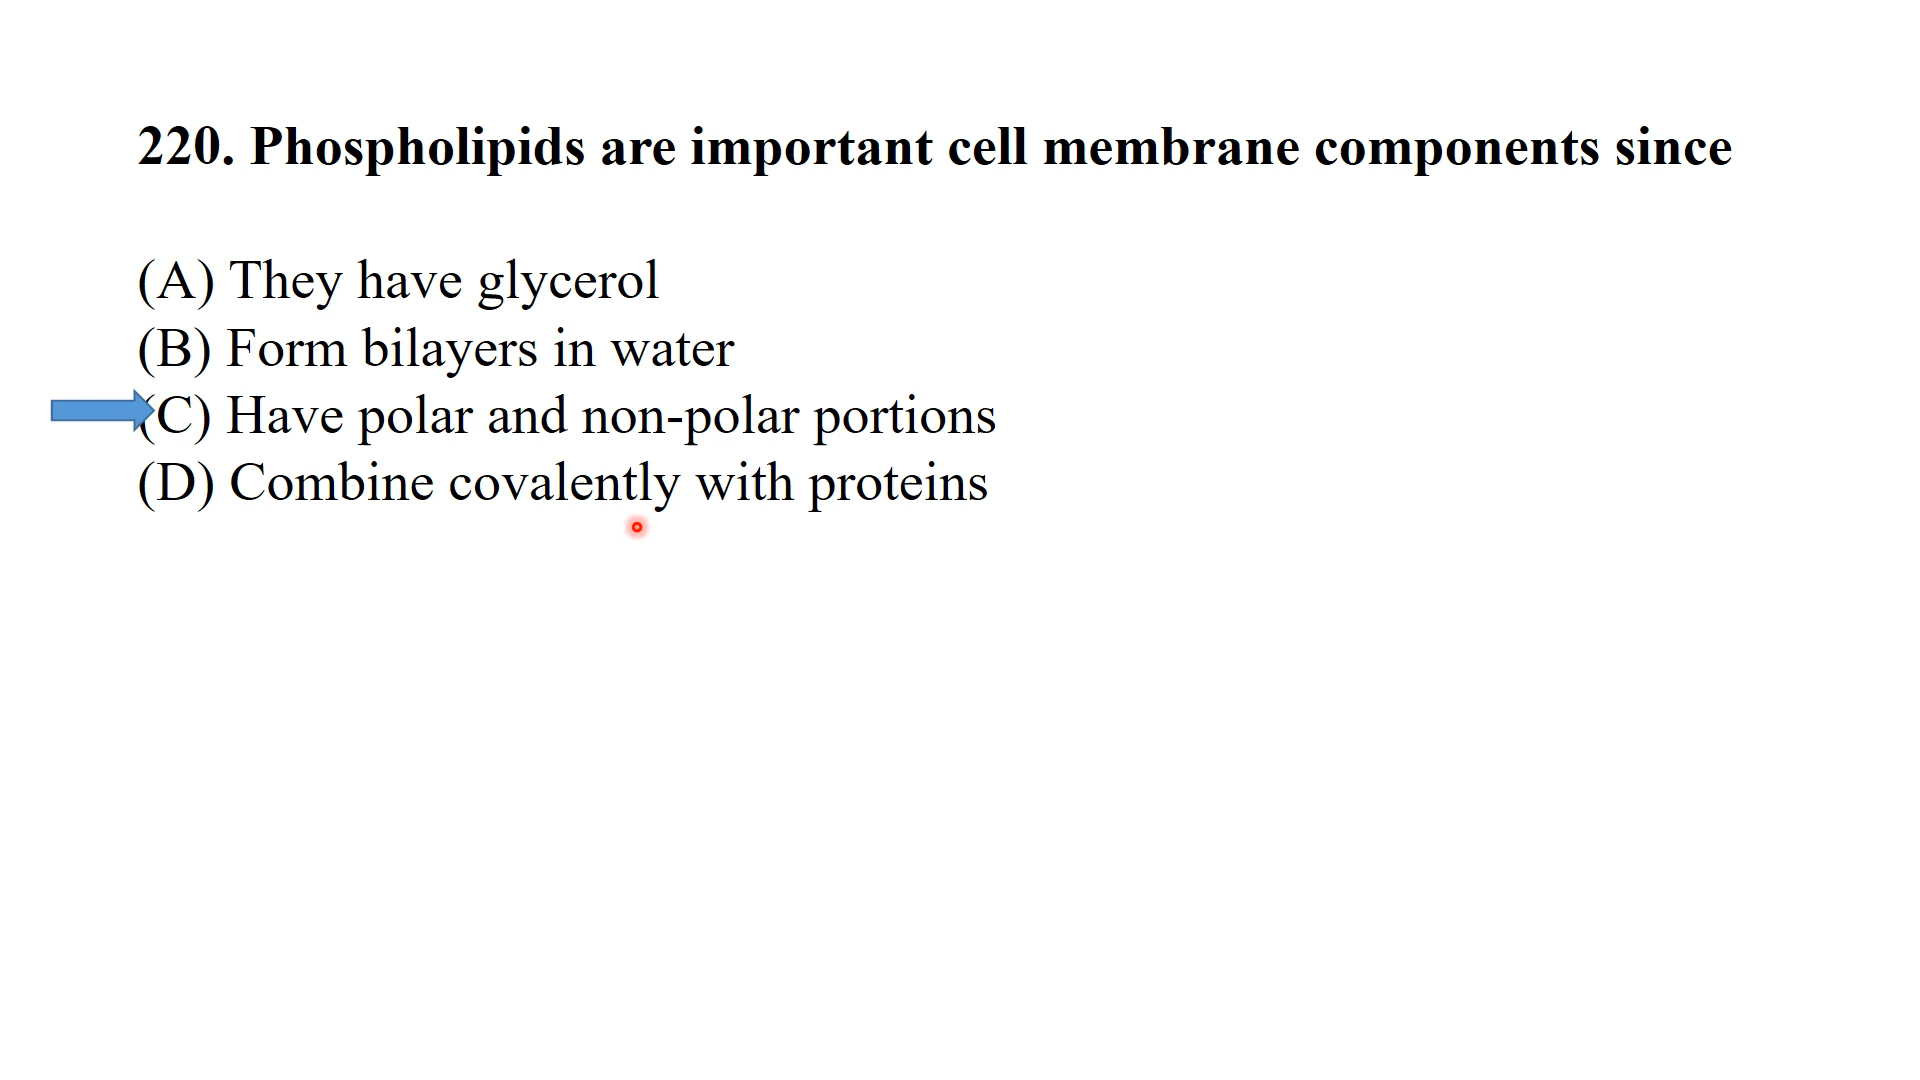 220. Phospholipids are important cell membrane components since
(A) They have glycerol
(B) Form bilayers in water
(C) Have polar and non-polar portions
(D) Combine covalently with proteins